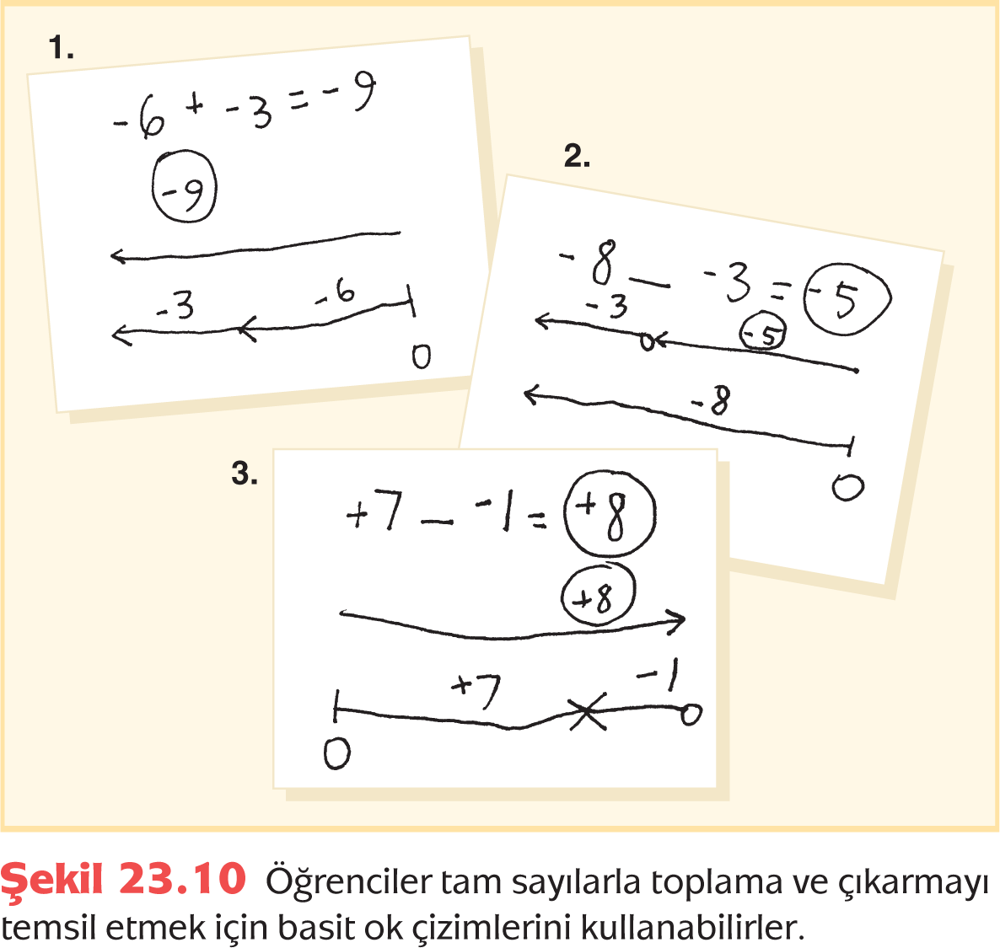 1.
-6 + -3 = -9
-9
-3 -6
0
2.
-8 - -3 = -5
-3 -5
-8
0
3.
+7 - -1 = +8
+8
+7 -1
0
Şekil 23.10 Öğrenciler tam sayılarla toplama ve çıkarmayı
temsil etmek için basit ok çizimlerini kullanabilirler.